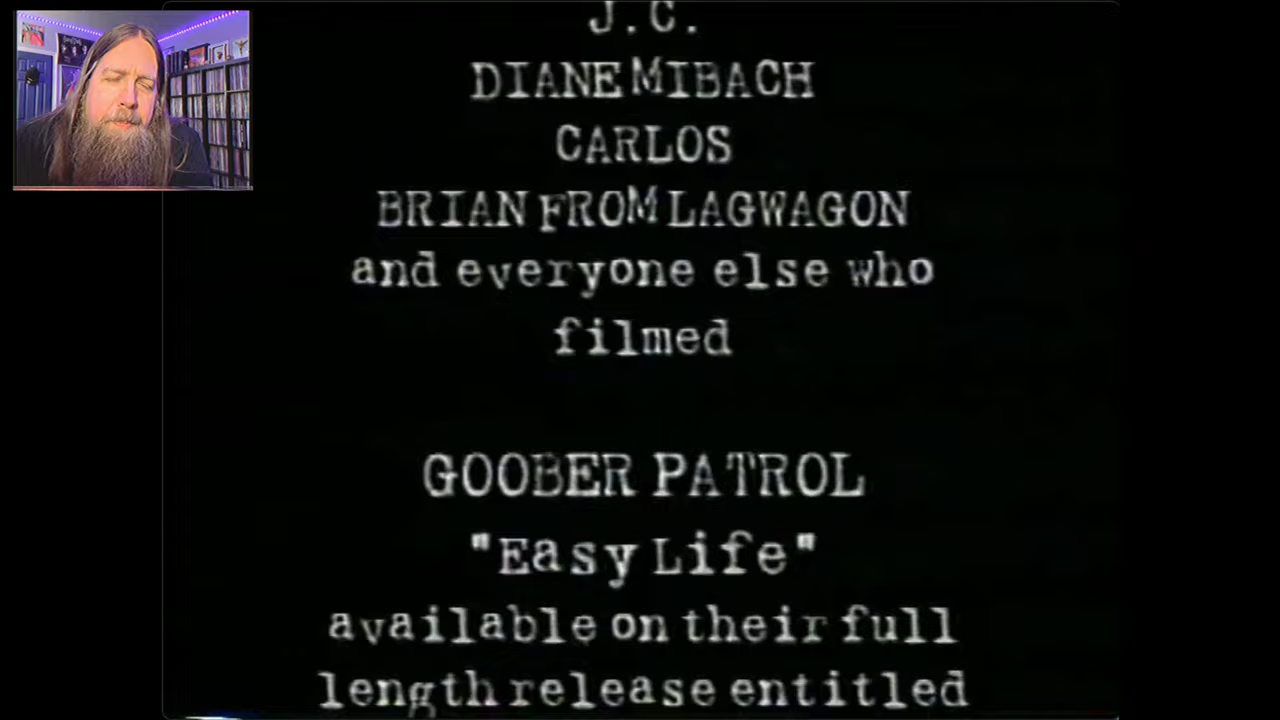 J.C.
DIANE MIBACH
CARLOS
BRIAN FROM LAGWAGON
and everyone else who
filmed
GOOBER PATROL
"Easy Life"
available on their full
length release entitled